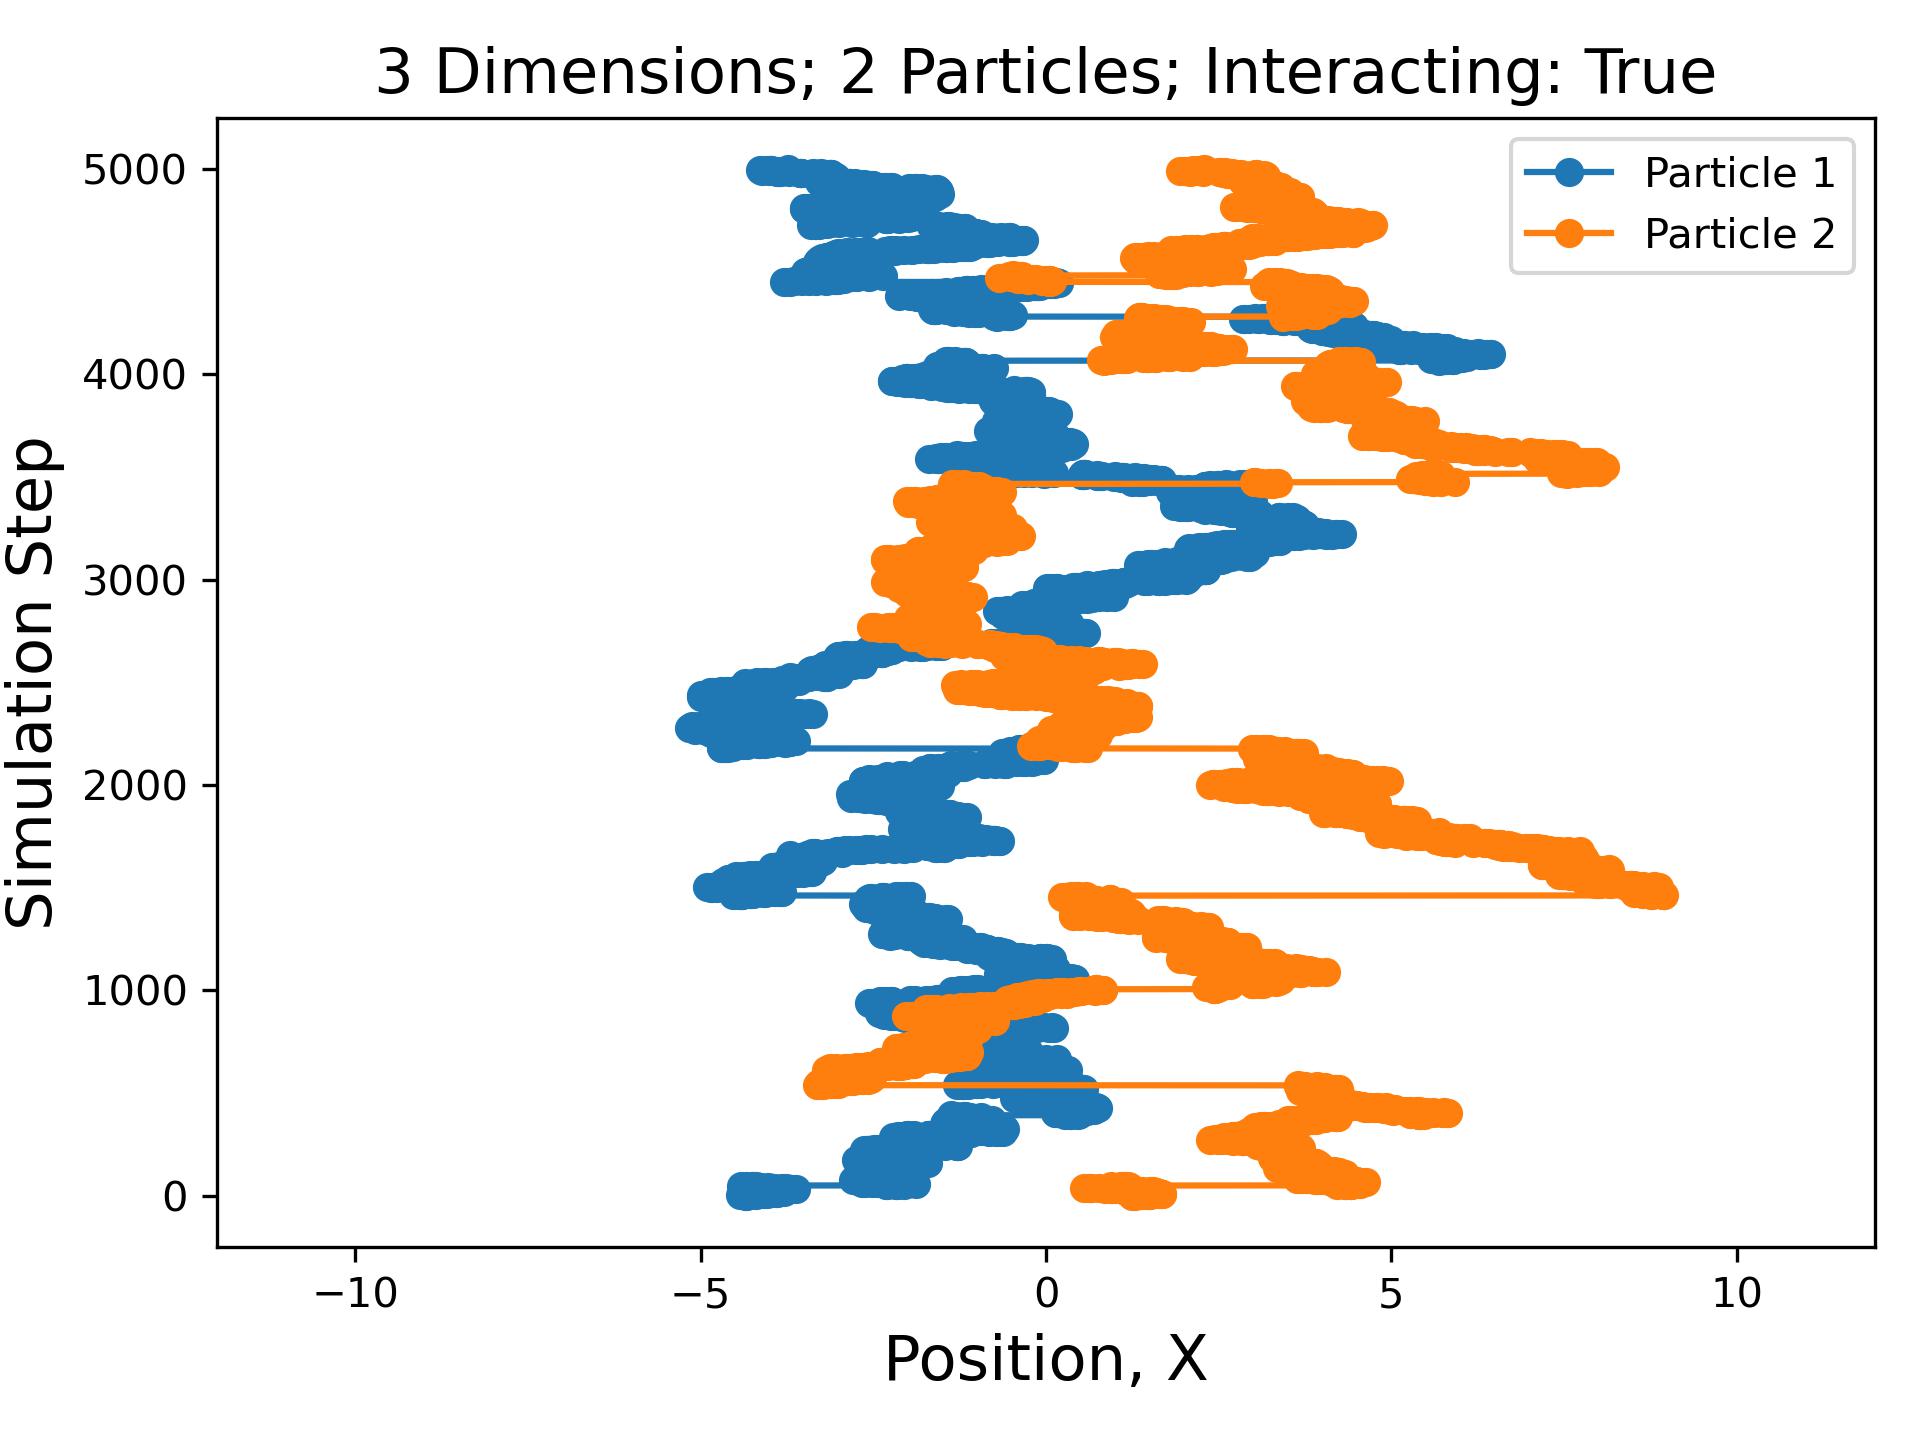 3 Dimensions; 2 Particles; Interacting: True
Particle 1
Particle 2
5000
4000
3000
2000
1000
0
Simulation Step
−10
−5
0
5
10
Position, X